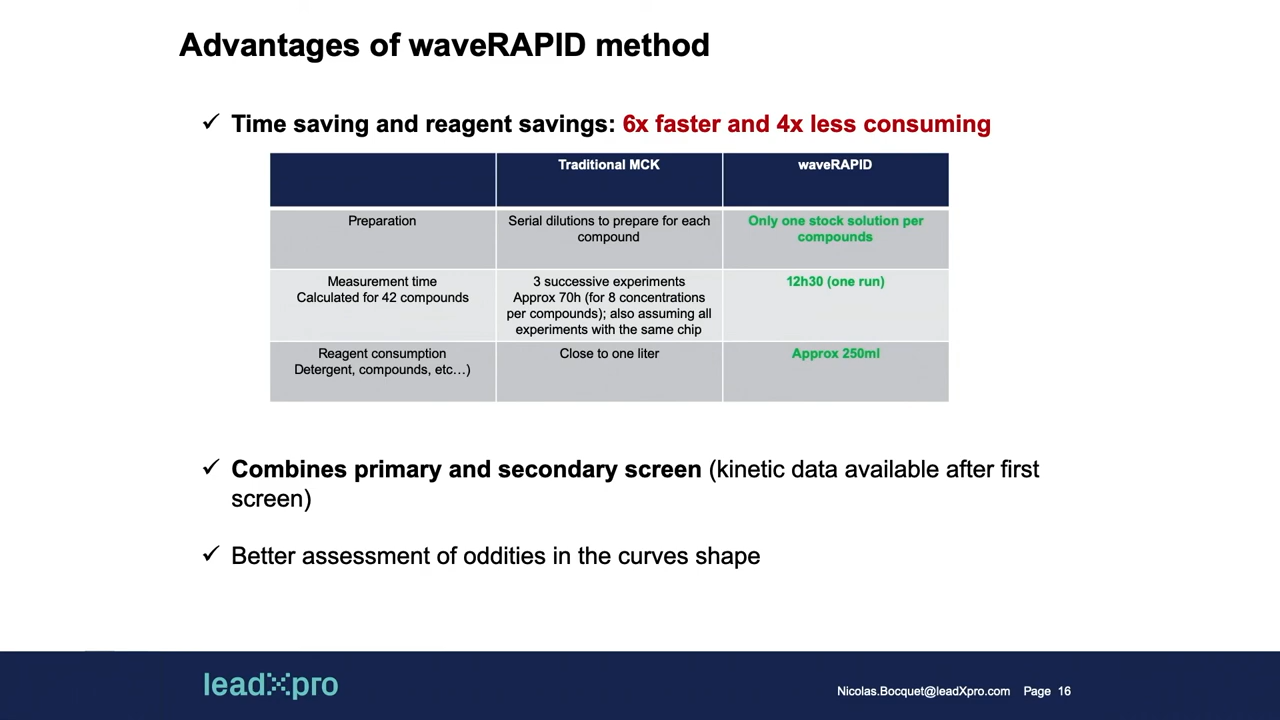 Advantages of waveRAPID method
✓ Time saving and reagent savings: 6x faster and 4x less consuming
Traditional MCK
waveRAPID
Preparation
Serial dilutions to prepare for each
compound
Only one stock solution per
compounds
Measurement time
Calculated for 42 compounds
3 successive experiments
Approx 70h (for 8 concentrations
per compounds); also assuming all
experiments with the same chip
12h30 (one run)
Reagent consumption
Detergent, compounds, etc…)
Close to one liter
Approx 250ml
✓ Combines primary and secondary screen (kinetic data available after first
screen)
✓ Better assessment of oddities in the curves shape
leadXpro
Nicolas.Bocquet@leadXpro.com Page 16